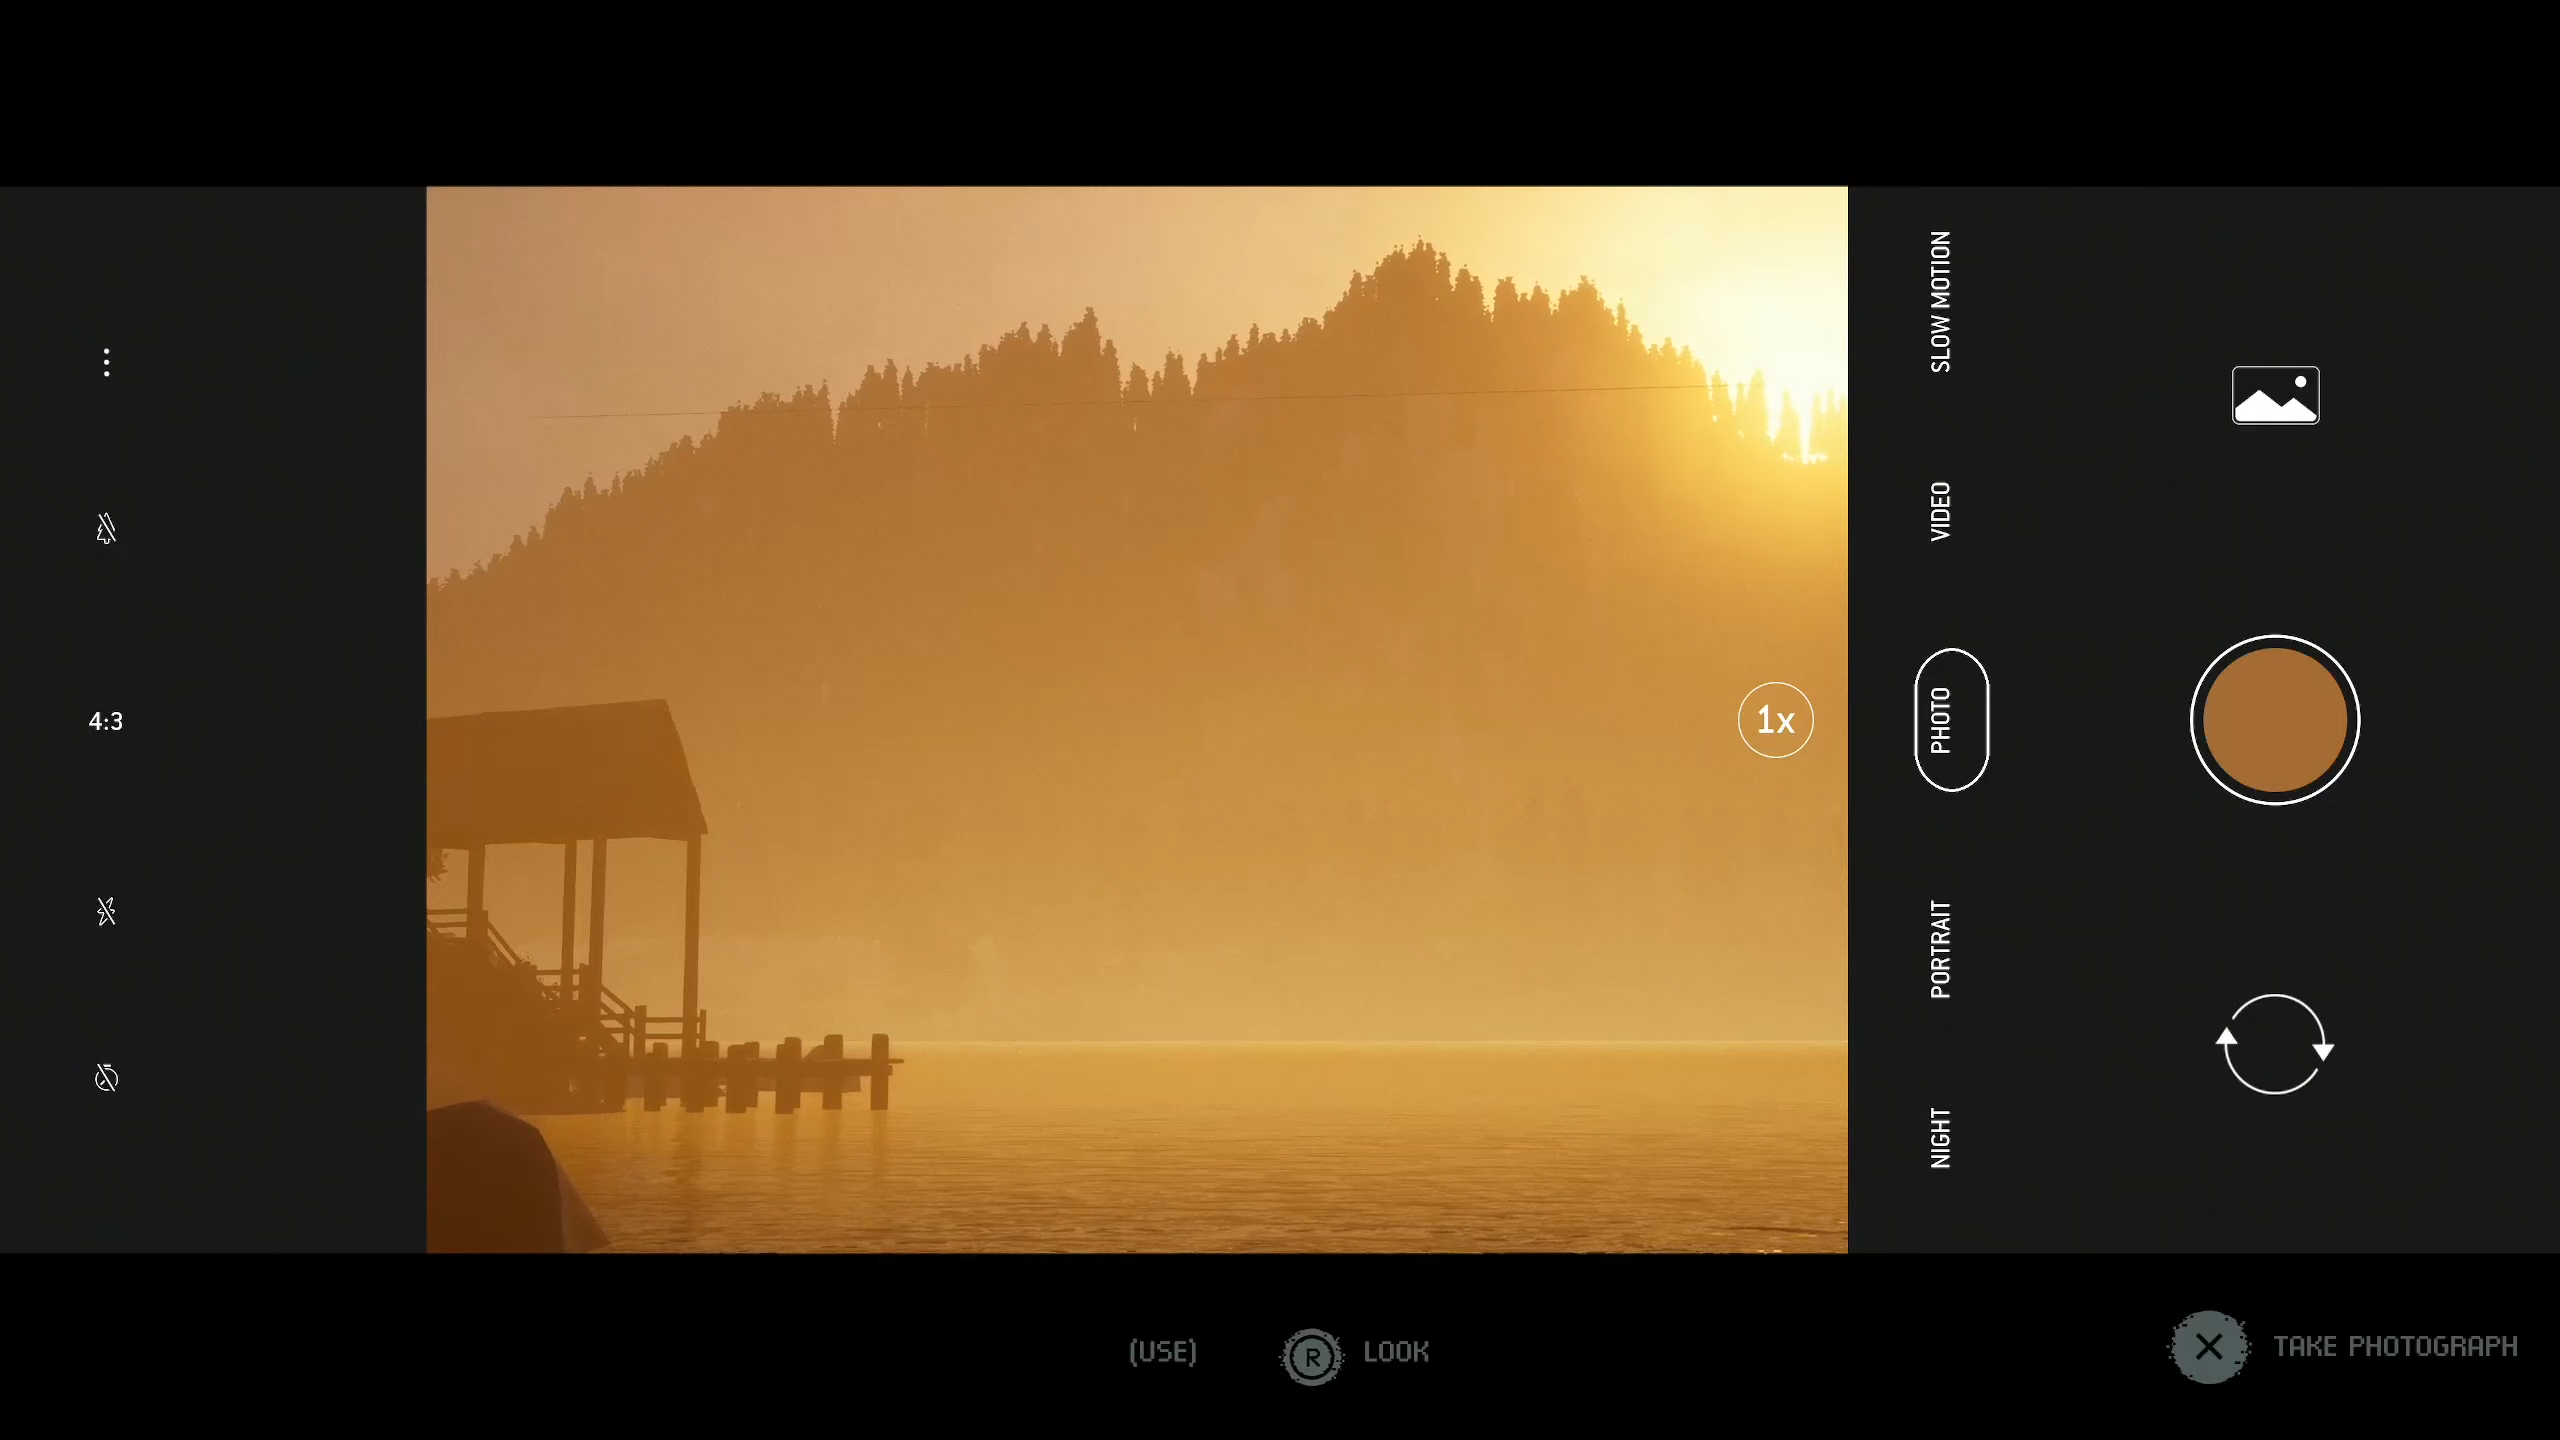 SLOW MOTION
VIDEO
4:3
1x
PHOTO
PORTRAIT
NIGHT
(USE)
R LOOK
TAKE PHOTOGRAPH